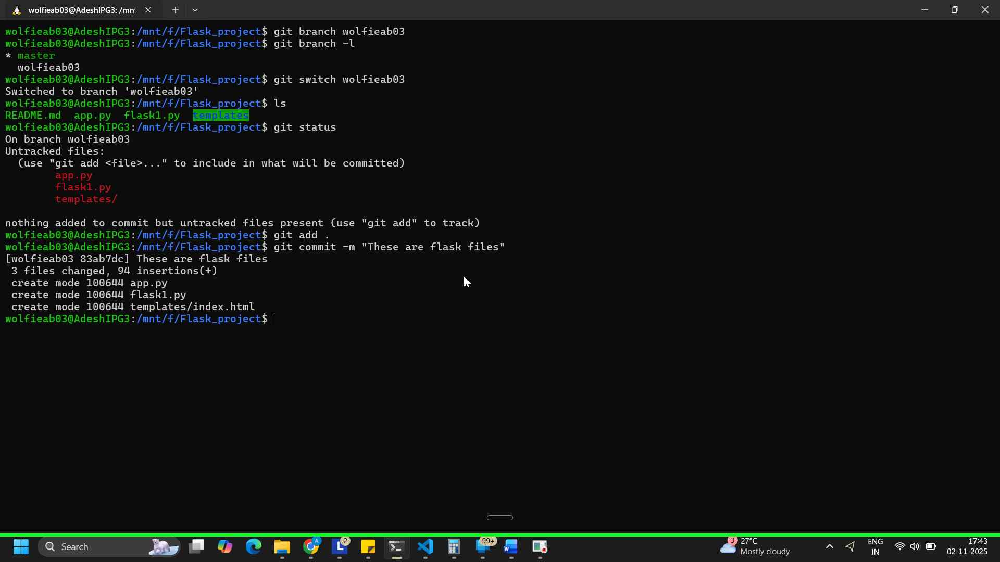 wolfieab03@AdeshIPG3: /mnt
wolfieab03@AdeshIPG3:/mnt/f/Flask_project$ git branch wolfieab03
wolfieab03@AdeshIPG3:/mnt/f/Flask_project$ git branch -l
* master
  wolfieab03
wolfieab03@AdeshIPG3:/mnt/f/Flask_project$ git switch wolfieab03
Switched to branch 'wolfieab03'
wolfieab03@AdeshIPG3:/mnt/f/Flask_project$ ls
README.md  app.py  flask1.py  templates
wolfieab03@AdeshIPG3:/mnt/f/Flask_project$ git status
On branch wolfieab03
Untracked files:
  (use "git add <file>..." to include in what will be committed)
        app.py
        flask1.py
        templates/
nothing added to commit but untracked files present (use "git add" to track)
wolfieab03@AdeshIPG3:/mnt/f/Flask_project$ git add .
wolfieab03@AdeshIPG3:/mnt/f/Flask_project$ git commit -m "These are flask files"
[wolfieab03 83ab7dc] These are flask files
 3 files changed, 94 insertions(+)
 create mode 100644 app.py
 create mode 100644 flask1.py
 create mode 100644 templates/index.html
wolfieab03@AdeshIPG3:/mnt/f/Flask_project$
Search
A
L 2
99+
W
3
27°C
Mostly cloudy
ENG
IN
17:43
02-11-2025